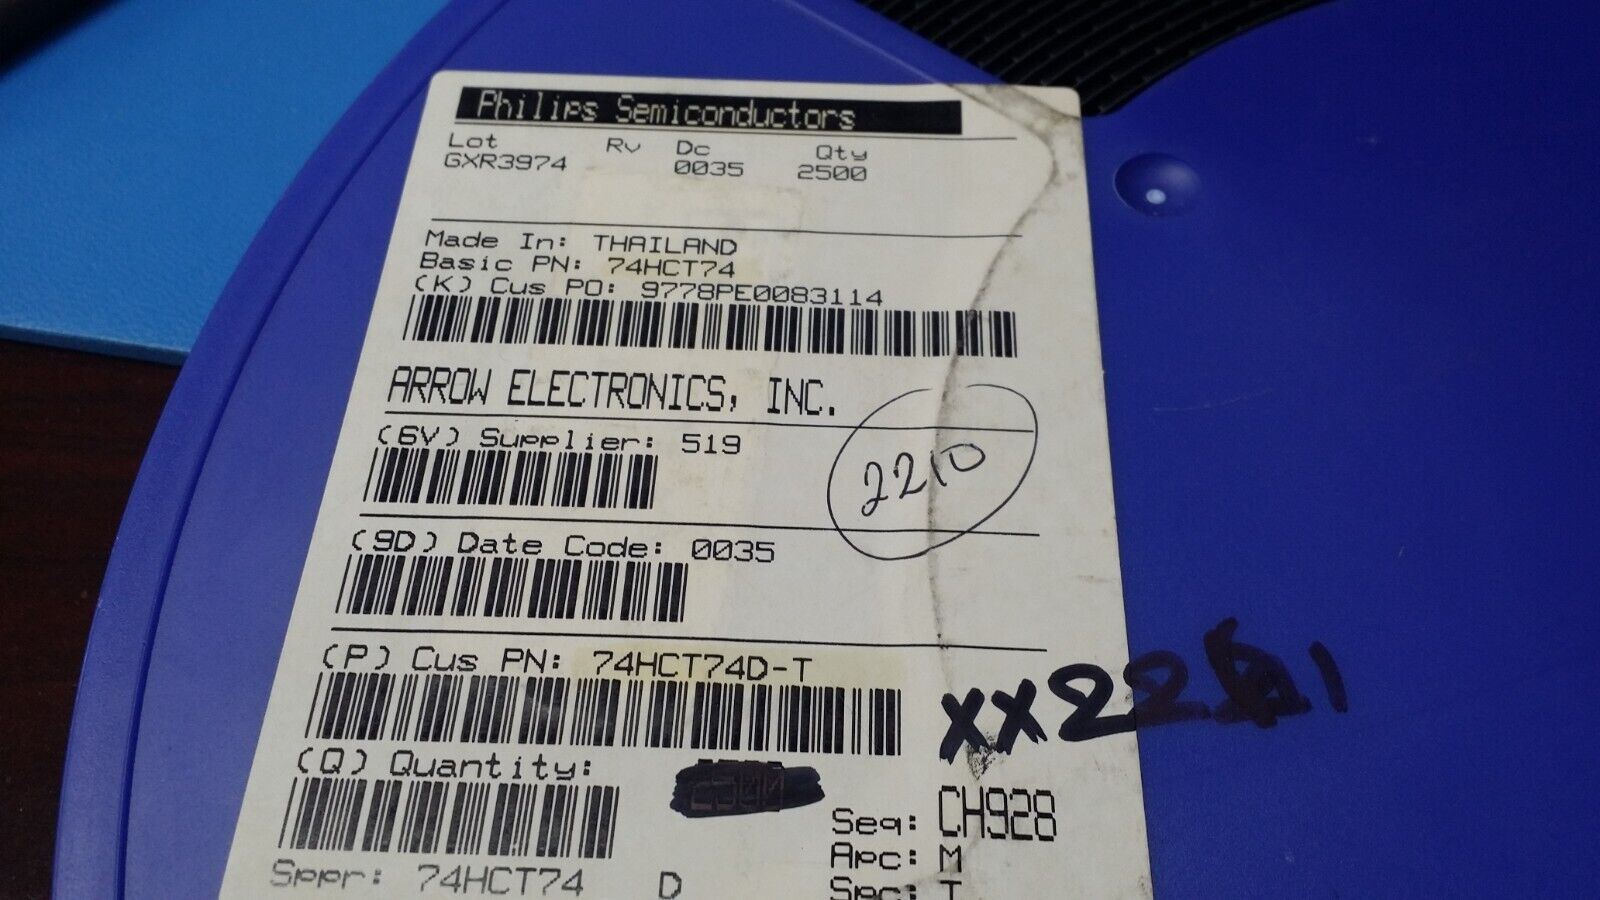 Philips Semiconductors
Lot Rv Dc Qty
GXR3974 0035 2500
Made In: THAILAND
Basic PN: 74HCT74
(K) Cus PO: 9778PE0083114
ARROW ELECTRONICS, INC.
(6V) Supplier: 519
2210
(9D) Date Code: 0035
(P) Cus PN: 74HCT74D-T
(Q) Quantity: 2500
Seq: CH928
Apc: M
Sppr: 74HCT74 D
Spc: T